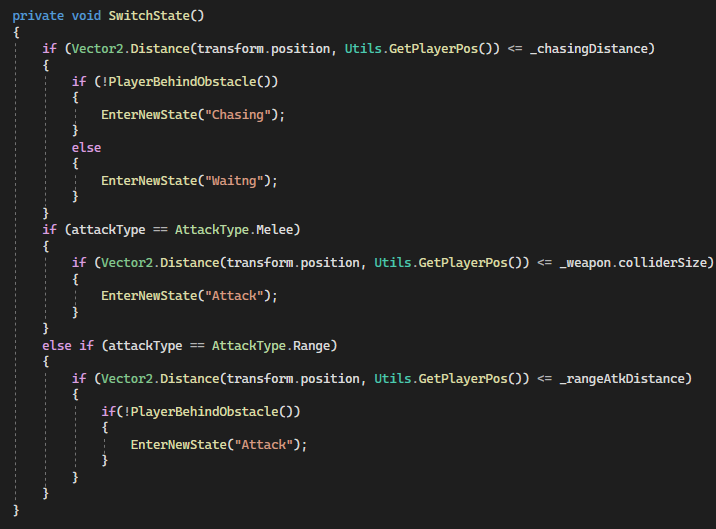 private void SwitchState()
{
if (Vector2.Distance(transform.position, Utils.GetPlayerPos()) <= _chasingDistance)
{
if (!PlayerBehindObstacle())
{
EnterNewState("Chasing");
}
else
{
EnterNewState("Waitng");
}
}
if (attackType == AttackType.Melee)
{
if (Vector2.Distance(transform.position, Utils.GetPlayerPos()) <= _weapon.colliderSize)
{
EnterNewState("Attack");
}
}
else if (attackType == AttackType.Range)
{
if (Vector2.Distance(transform.position, Utils.GetPlayerPos()) <= _rangeAtkDistance)
{
if(!PlayerBehindObstacle())
{
EnterNewState("Attack");
}
}
}
}